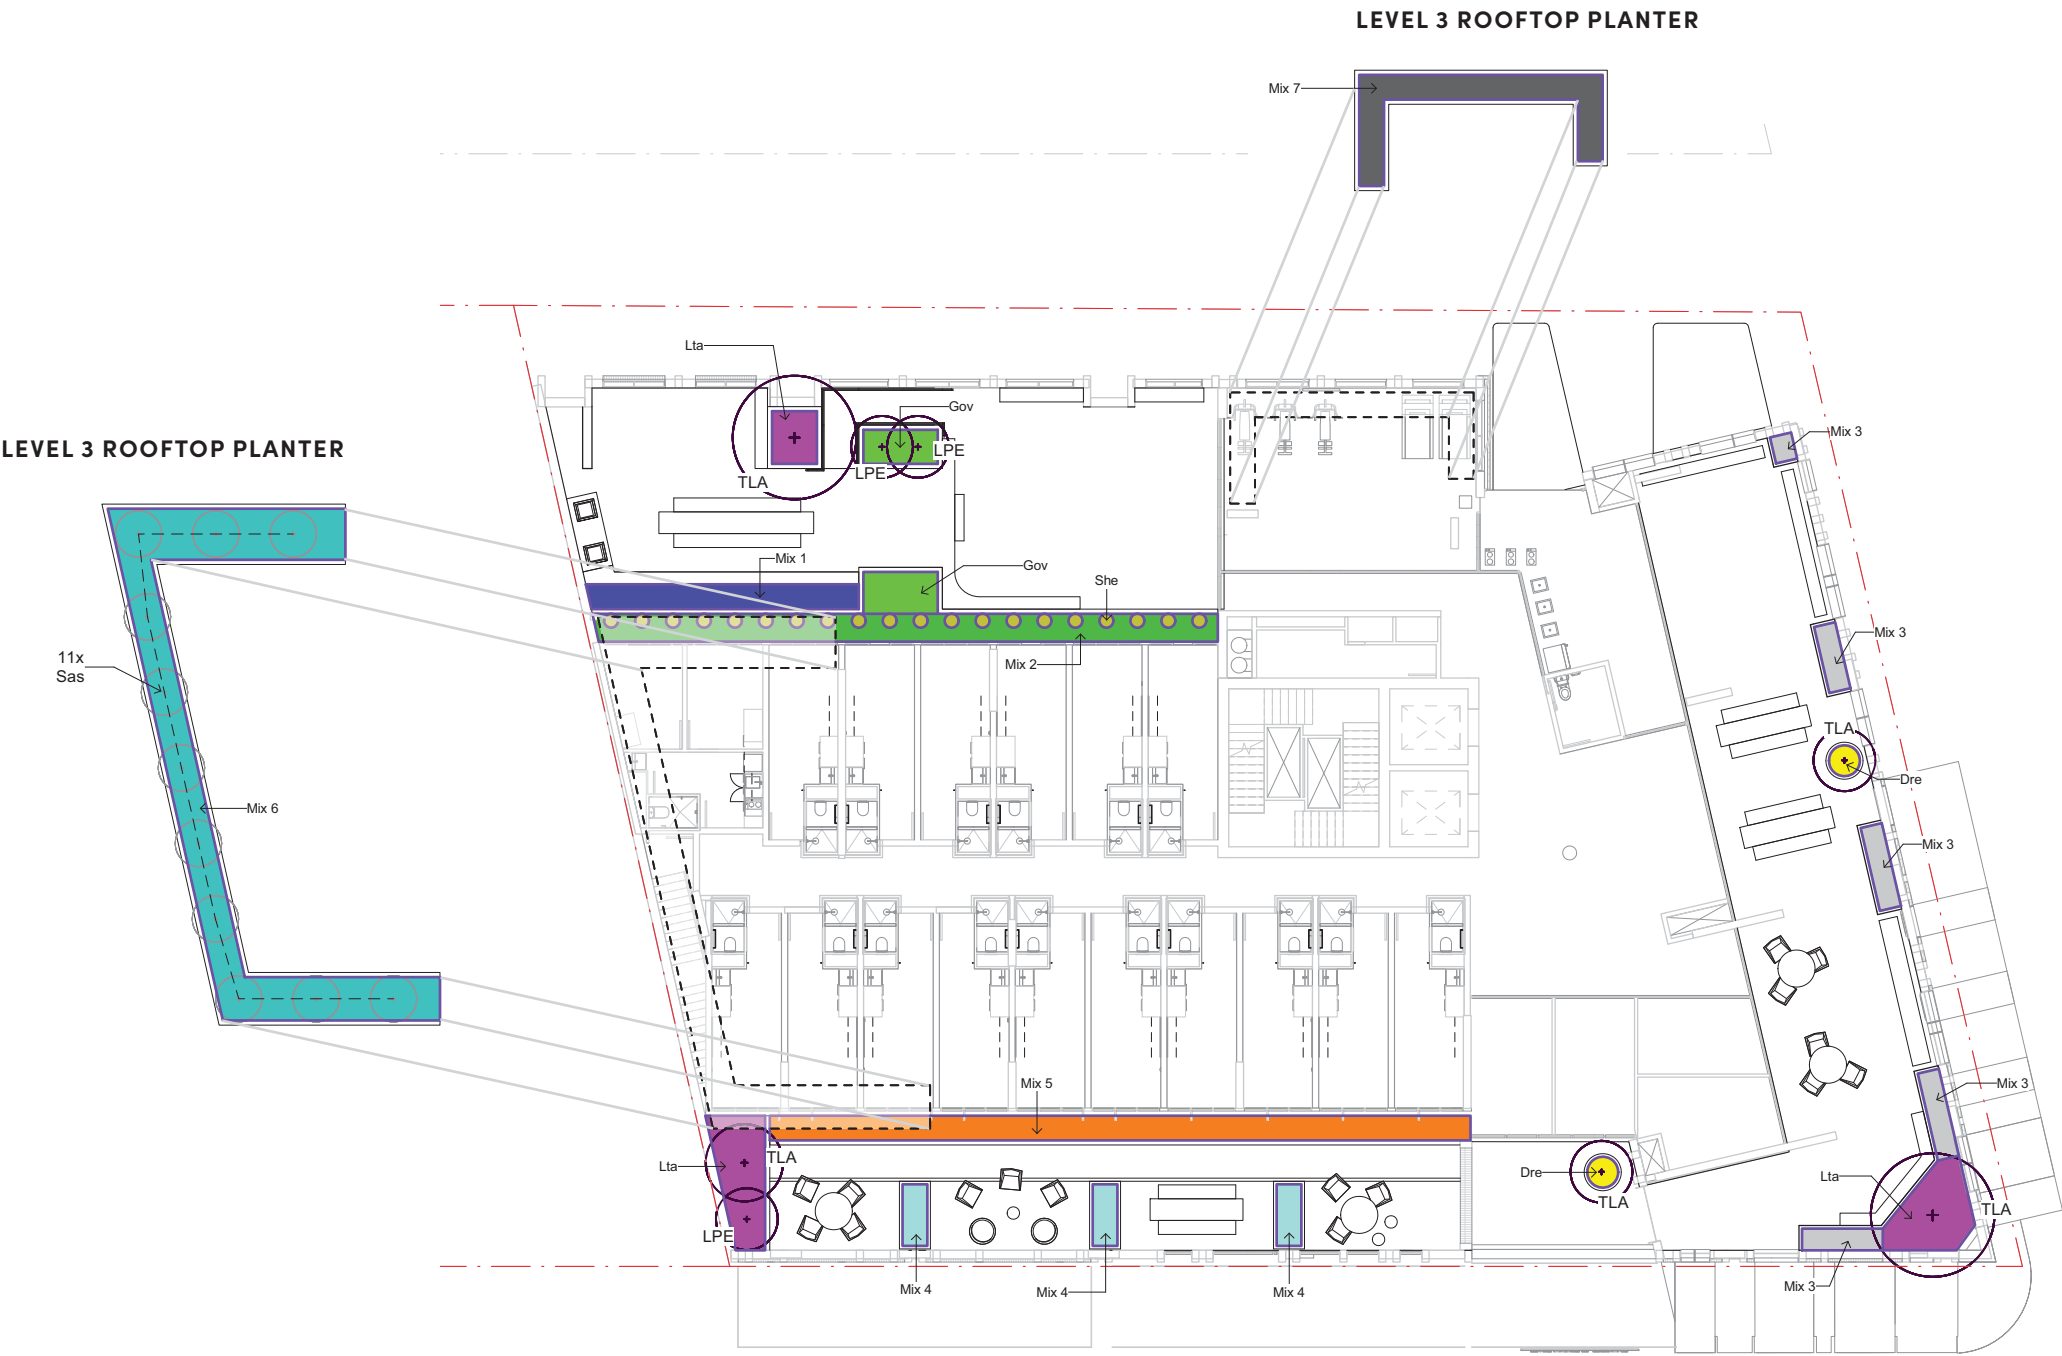 LEVEL 3 ROOFTOP PLANTER
Mix 7
Lta
Gov
LPE
LPE
TLA
Mix 3
LEVEL 3 ROOFTOP PLANTER
Mix 1
Gov
She
Mix 2
Mix 3
11x
Sas
TLA
Dre
Mix 6
Mix 3
Mix 5
Mix 3
Lta
TLA
Dre
TLA
Lta
TLA
LPE
Mix 4
Mix 4
Mix 4
Mix 3